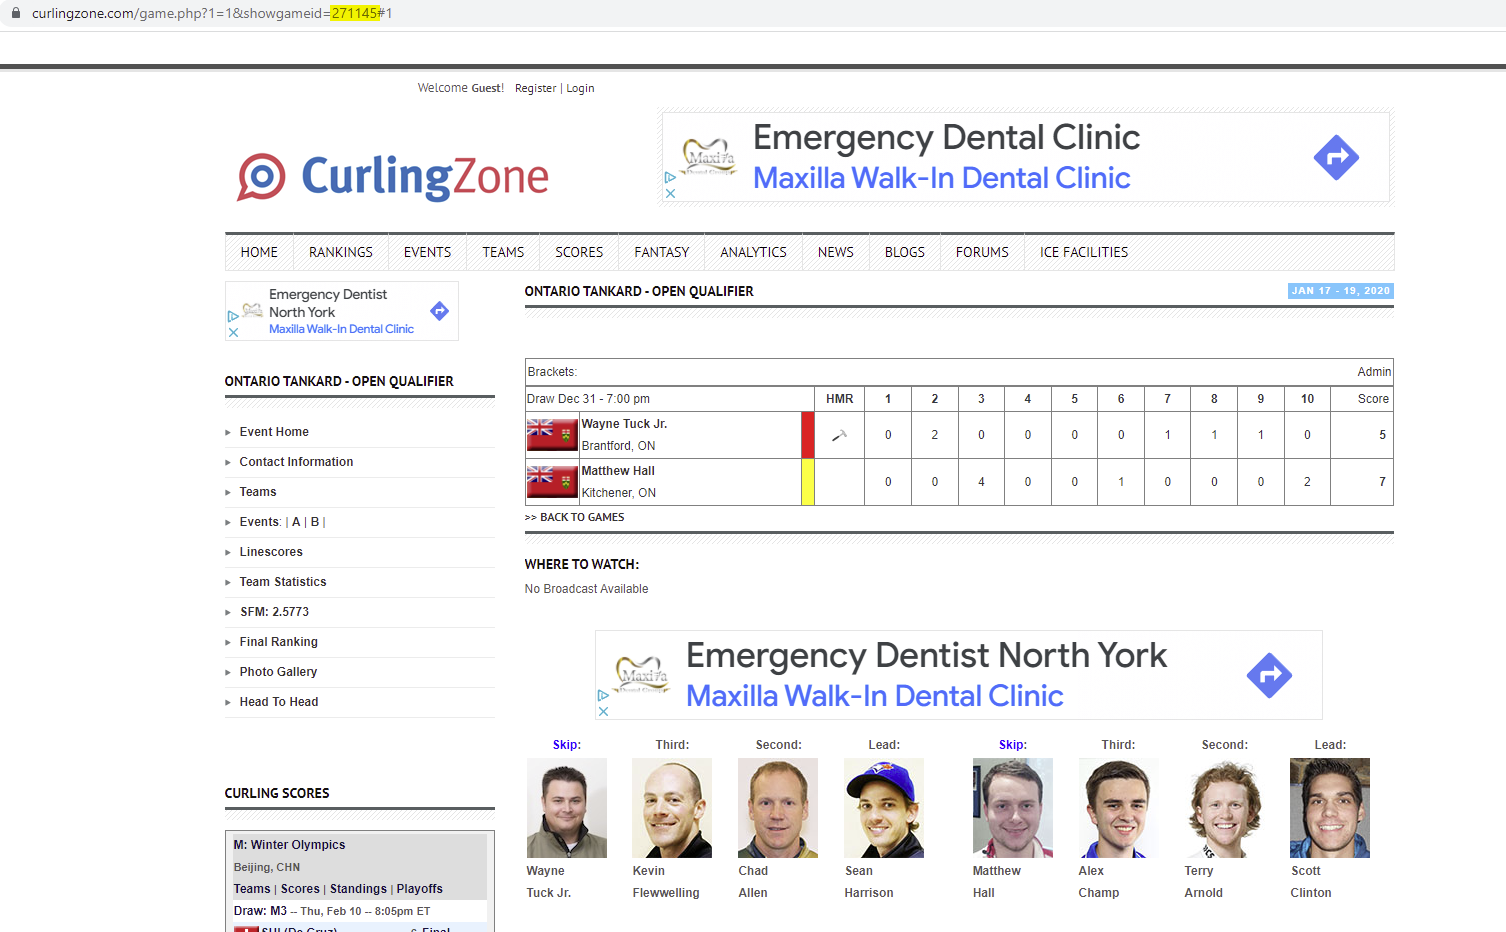 curlingzone.com/game.php?1=1&showgameid=271145#1
Welcome Guest! Register | Login
Emergency Dental Clinic
Maxilla Walk-In Dental Clinic
CurlingZone
HOME RANKINGS EVENTS TEAMS SCORES FANTASY ANALYTICS NEWS BLOGS FORUMS ICE FACILITIES
Emergency Dentist
North York
Maxilla Walk-In Dental Clinic
ONTARIO TANKARD - OPEN QUALIFIER
Event Home
Contact Information
Teams
Events: | A | B |
Linescores
Team Statistics
SFM: 2.5773
Final Ranking
Photo Gallery
Head To Head
CURLING SCORES
M: Winter Olympics
Beijing, CHN
Teams | Scores | Standings | Playoffs
Draw: M3 -- Thu, Feb 10 -- 8:05pm ET
SUI (De Cruz) 6 Final
ONTARIO TANKARD - OPEN QUALIFIER JAN 17 - 19, 2020
Brackets: Admin
Draw Dec 31 - 7:00 pm HMR 1 2 3 4 5 6 7 8 9 10 Score
Wayne Tuck Jr.
Brantford, ON 0 2 0 0 0 0 1 1 1 0 5
Matthew Hall
Kitchener, ON 0 0 4 0 0 1 0 0 0 2 7
>> BACK TO GAMES
WHERE TO WATCH:
No Broadcast Available
Emergency Dentist North York
Maxilla Walk-In Dental Clinic
Skip: Third: Second: Lead: Skip: Third: Second: Lead:
Wayne Kevin Chad Sean Matthew Alex Terry Scott
Tuck Jr. Flewwelling Allen Harrison Hall Champ Arnold Clinton